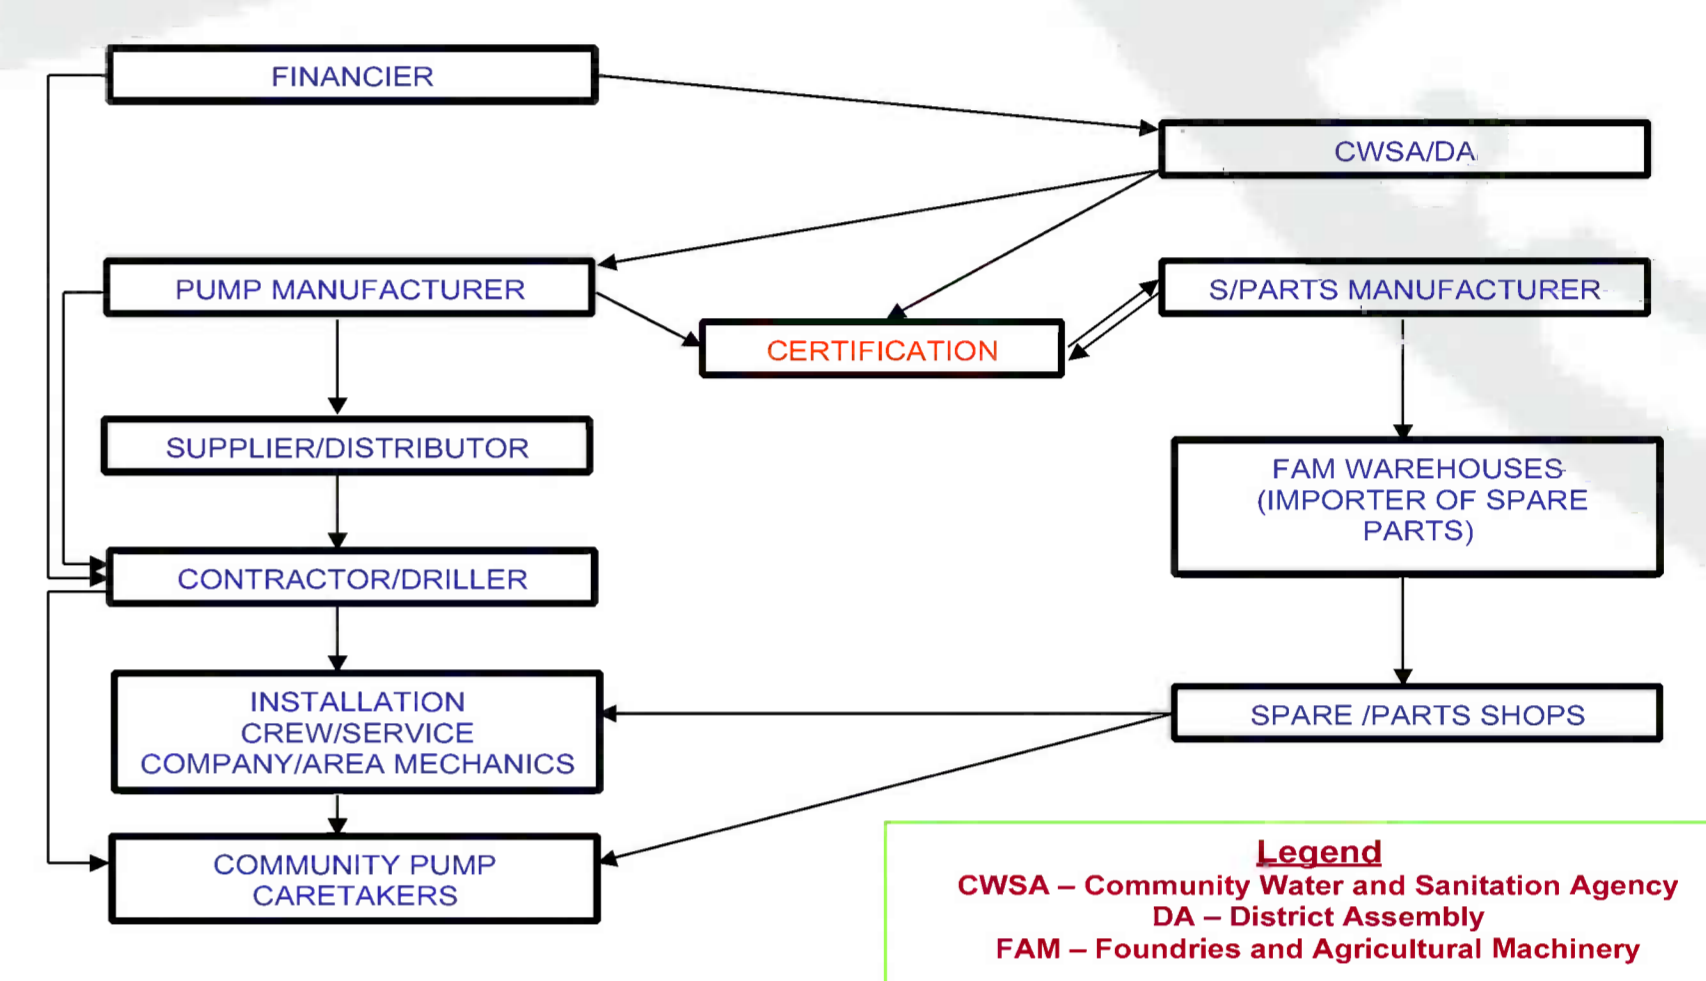 FINANCIER
CWSA/DA
PUMP MANUFACTURER
S/PARTS MANUFACTURER
CERTIFICATION
SUPPLIER/DISTRIBUTOR
FAM WAREHOUSES
(IMPORTER OF SPARE
PARTS)
CONTRACTOR/DRILLER
INSTALLATION
CREW/SERVICE
COMPANY/AREA MECHANICS
SPARE /PARTS SHOPS
COMMUNITY PUMP
CARETAKERS
Legend
CWSA – Community Water and Sanitation Agency
DA – District Assembly
FAM – Foundries and Agricultural Machinery